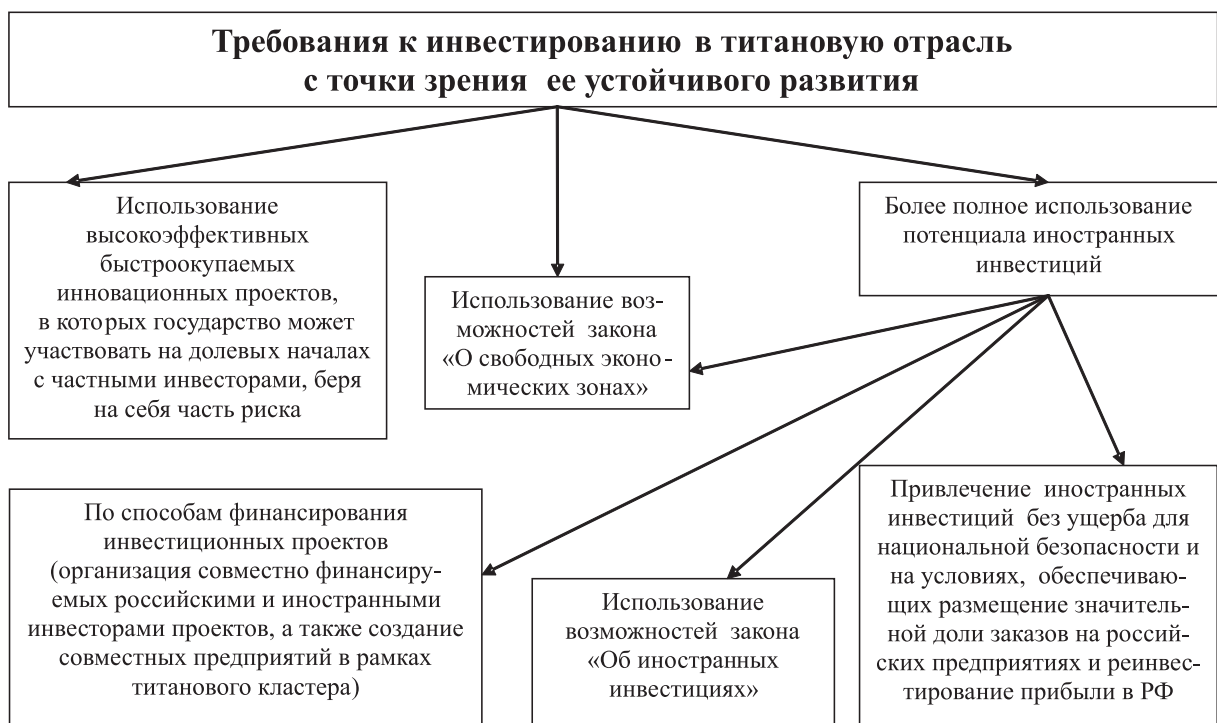 Требования к инвестированию в титановую отрасль
с точки зрения ее устойчивого развития
Использование
высокоэффективных
быстроокупаемых
инновационных проектов,
в которых государство может
участвовать на долевых началах
с частными инвесторами, беря
на себя часть риска
Использование воз-
можностей закона
«О свободных эконо-
мических зонах»
Более полное использование
потенциала иностранных
инвестиций
По способам финансирования
инвестиционных проектов
(организация совместно финансиру-
емых российскими и иностранными
инвесторами проектов, а также создание
совместных предприятий в рамках
титанового кластера)
Использование
возможностей закона
«Об иностранных
инвестициях»
Привлечение иностранных
инвестиций без ущерба для
национальной безопасности и
на условиях, обеспечиваю-
щих размещение значитель-
ной доли заказов на россий-
ских предприятиях и реинвес-
тирование прибыли в РФ